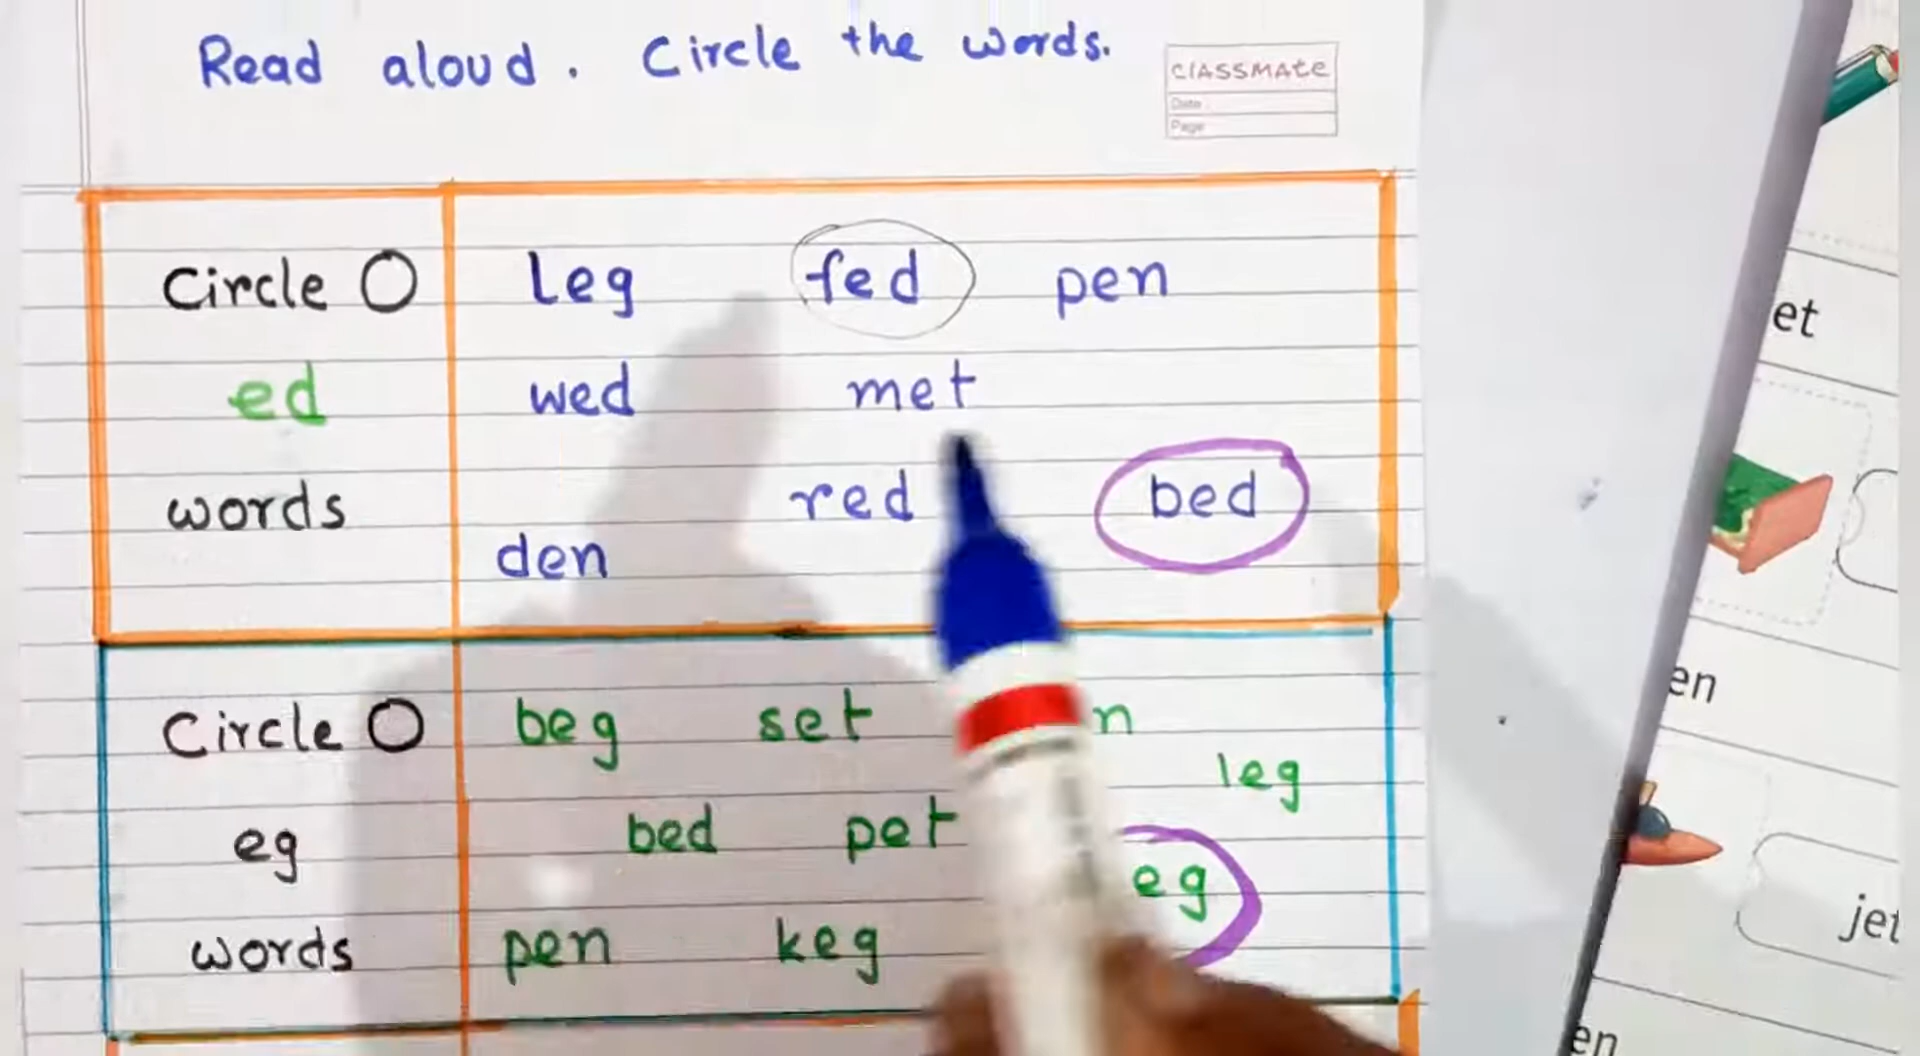 Read aloud. Circle the words.
CLASSMATE
Date
Page
Circle O
ed
words
Leg fed pen
wed met
red bed
den
Circle O
eg
words
beg set
leg
bed pet
pen keg
et
en
jet
en